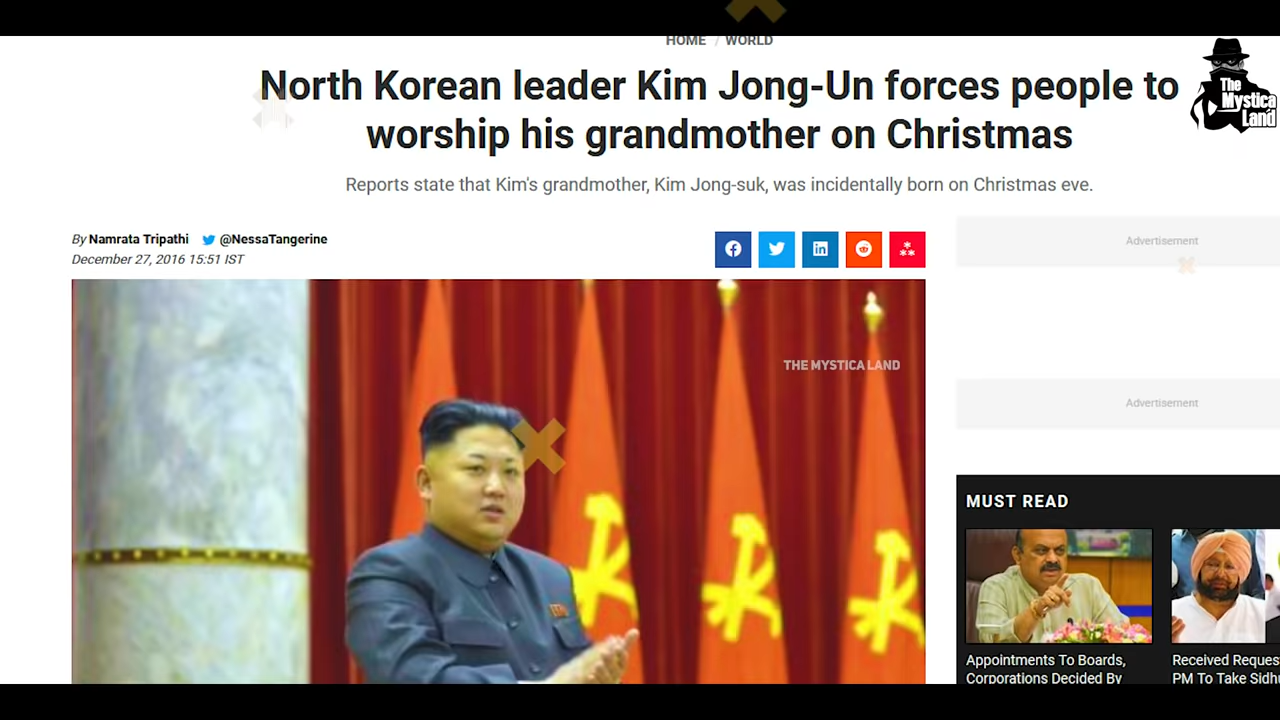 HOME / WORLD
North Korean leader Kim Jong-Un forces people to
worship his grandmother on Christmas
The
Mystica
Land
Reports state that Kim's grandmother, Kim Jong-suk, was incidentally born on Christmas eve.
By Namrata Tripathi @NessaTangerine
December 27, 2016 15:51 IST
Advertisement
THE MYSTICA LAND
Advertisement
MUST READ
Appointments To Boards,
Corporations Decided By
Received Reques
PM To Take Sidh